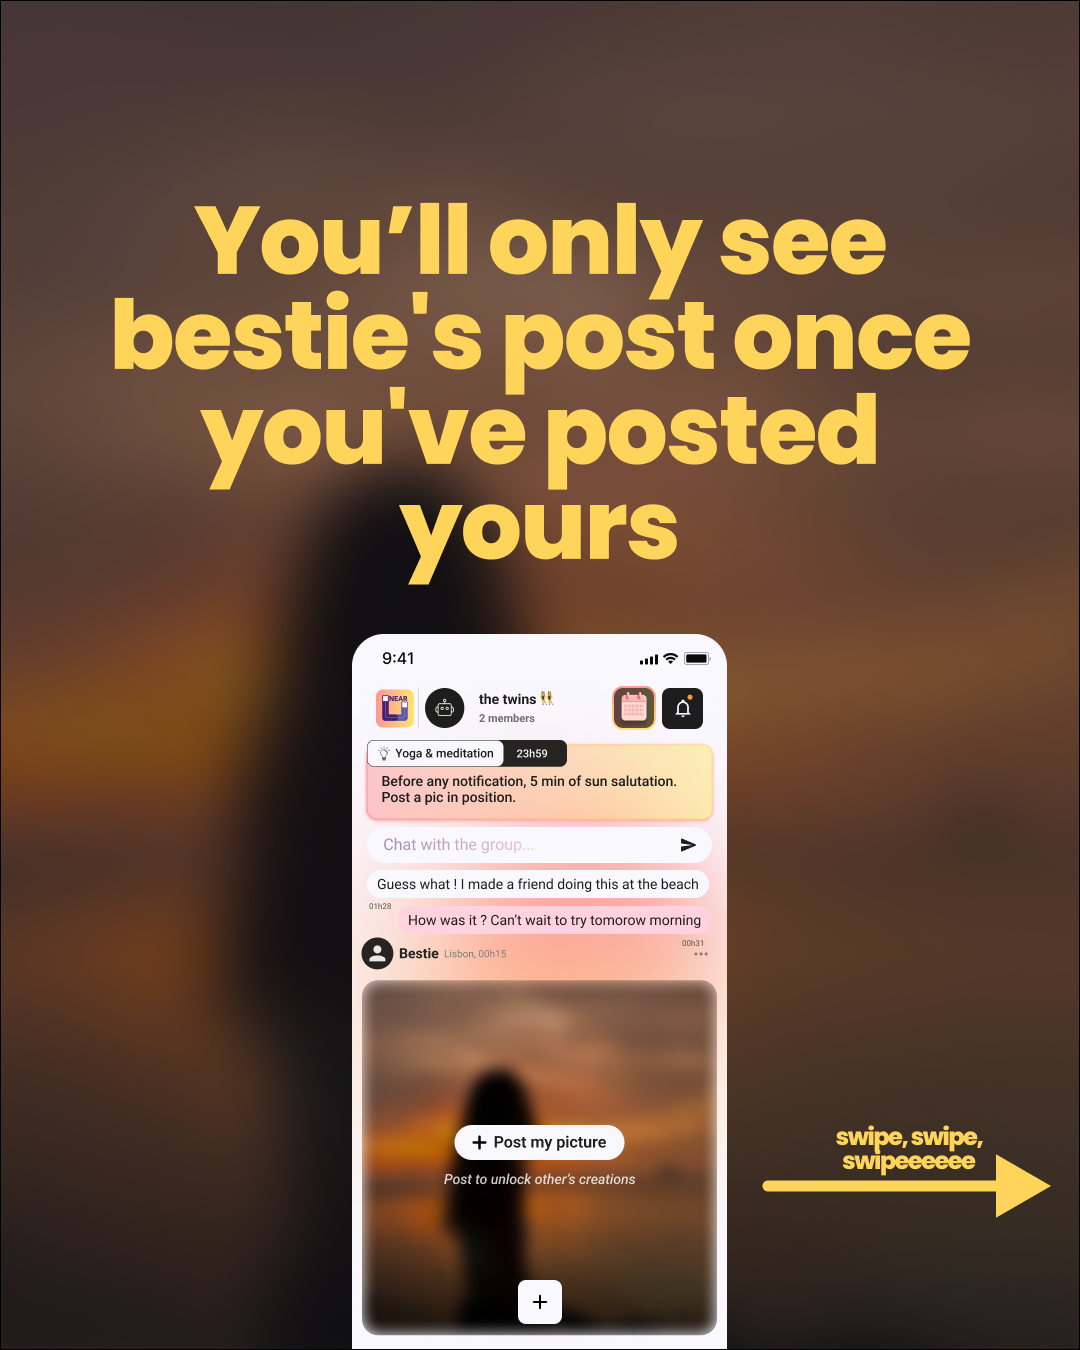 You’ll only see
bestie's post once
you've posted
yours
9:41
NEAR
the twins 👯
2 members
Yoga & meditation
23h59
Before any notification, 5 min of sun salutation.
Post a pic in position.
Chat with the group...
Guess what ! I made a friend doing this at the beach
01h28
How was it ? Can’t wait to try tomorow morning
00h31
Bestie Lisbon, 00h15
+ Post my picture
Post to unlock other’s creations
+
swipe, swipe,
swipeeeeee